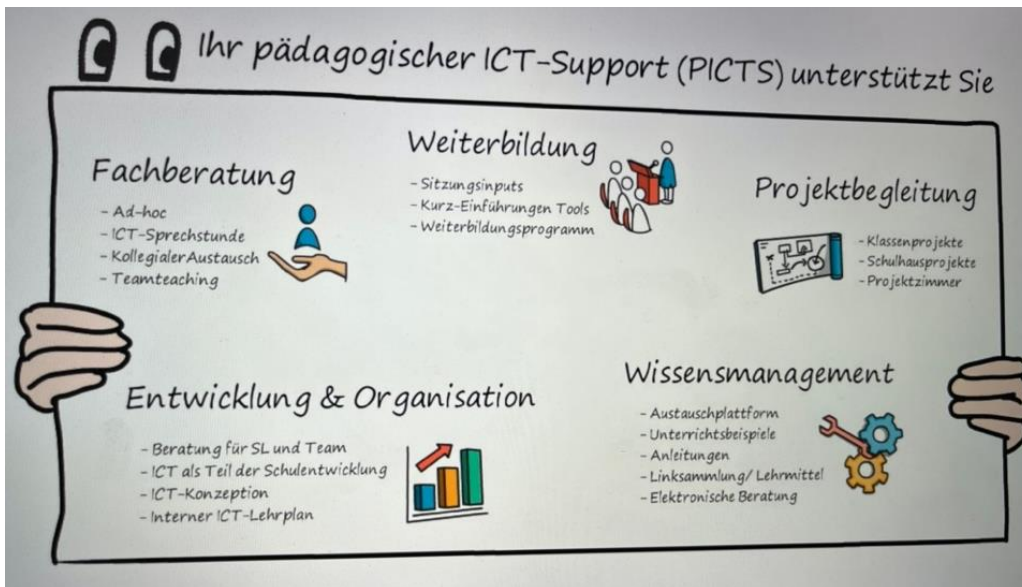 Ihr pädagogischer ICT-Support (PICTS) unterstützt Sie
Fachberatung
- Ad-hoc
- ICT-Sprechstunde
- Kollegialer Austausch
- Teamteaching
Weiterbildung
- Sitzungsinputs
- Kurz-Einführungen Tools
- Weiterbildungsprogramm
Projektbegleitung
- Klassenprojekte
- Schulhausprojekte
- Projektzimmer
Entwicklung & Organisation
- Beratung für SL und Team
- ICT als Teil der Schulentwicklung
- ICT-Konzeption
- Interner ICT-Lehrplan
Wissensmanagement
- Austauschplattform
- Unterrichtsbeispiele
- Anleitungen
- Linksammlung/ Lehrmittel
- Elektronische Beratung